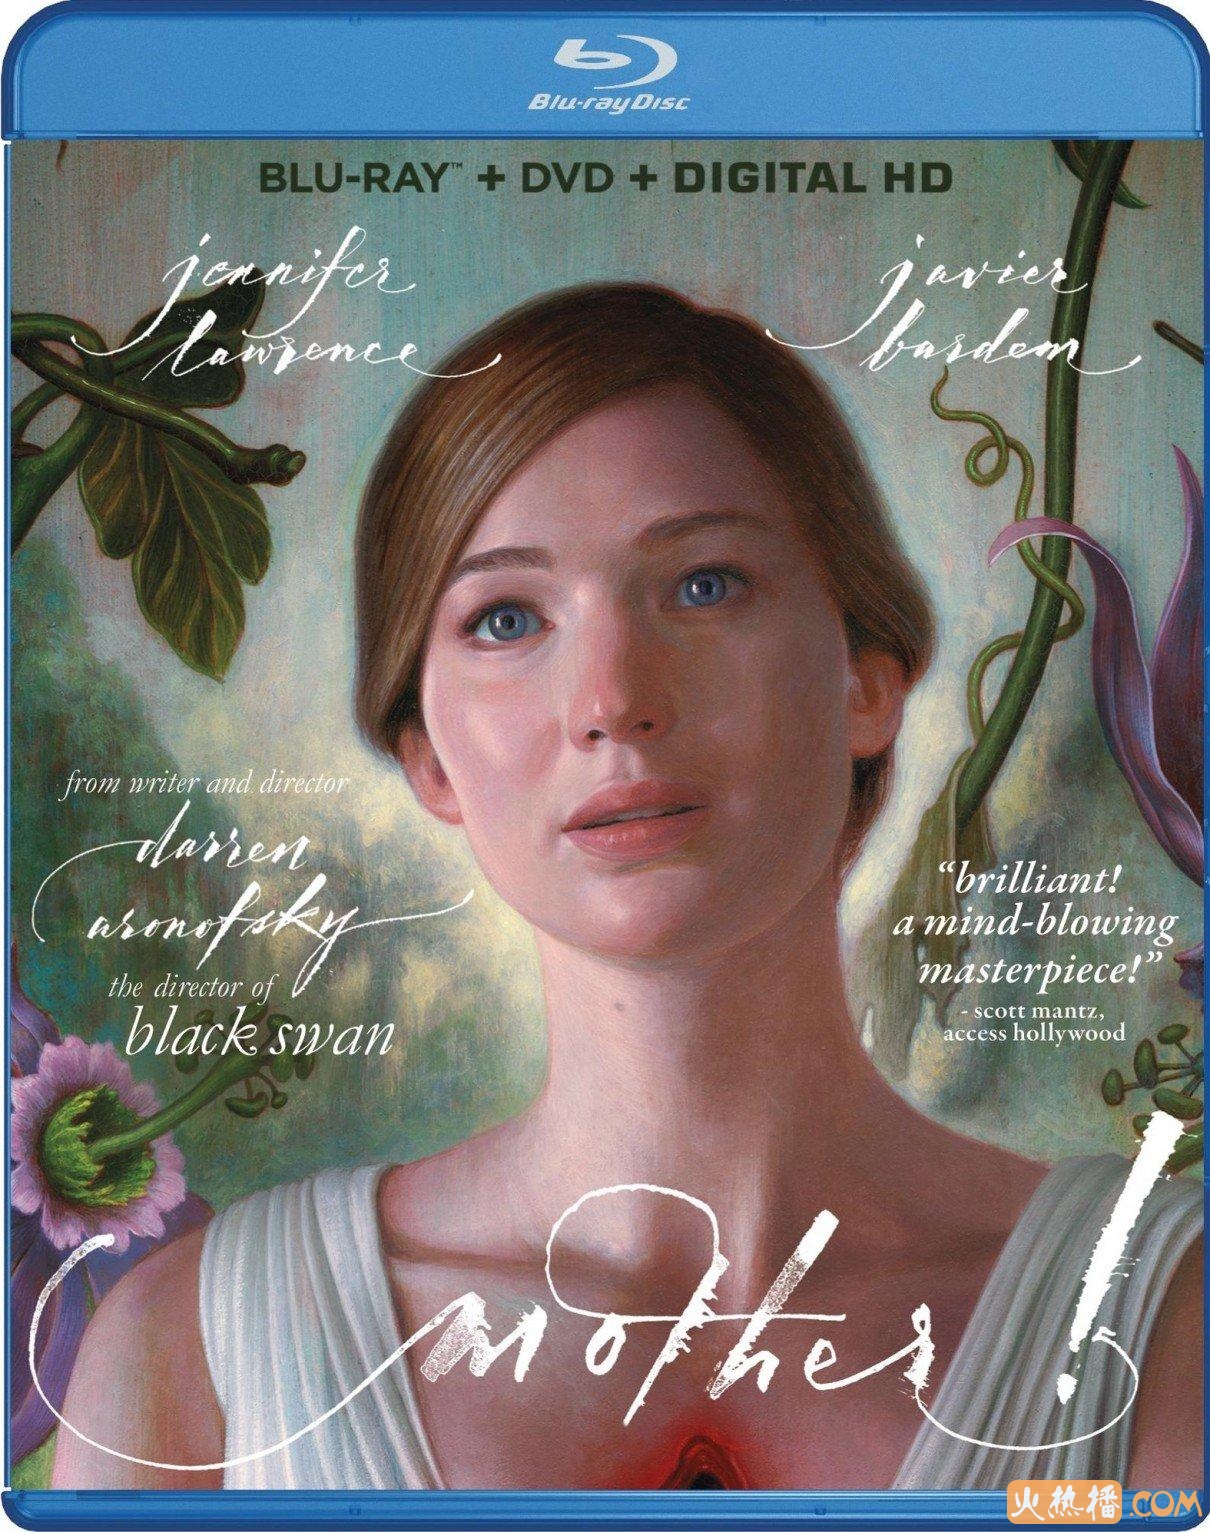 Blu-ray Disc
BLU-RAY™ + DVD + DIGITAL HD
jennifer
lawrence
javier
bardem
from writer and director
darren
aronofsky
the director of
black swan
“brilliant!
a mind-blowing
masterpiece!”
- scott mantz,
access hollywood
mother!
火热播.COM